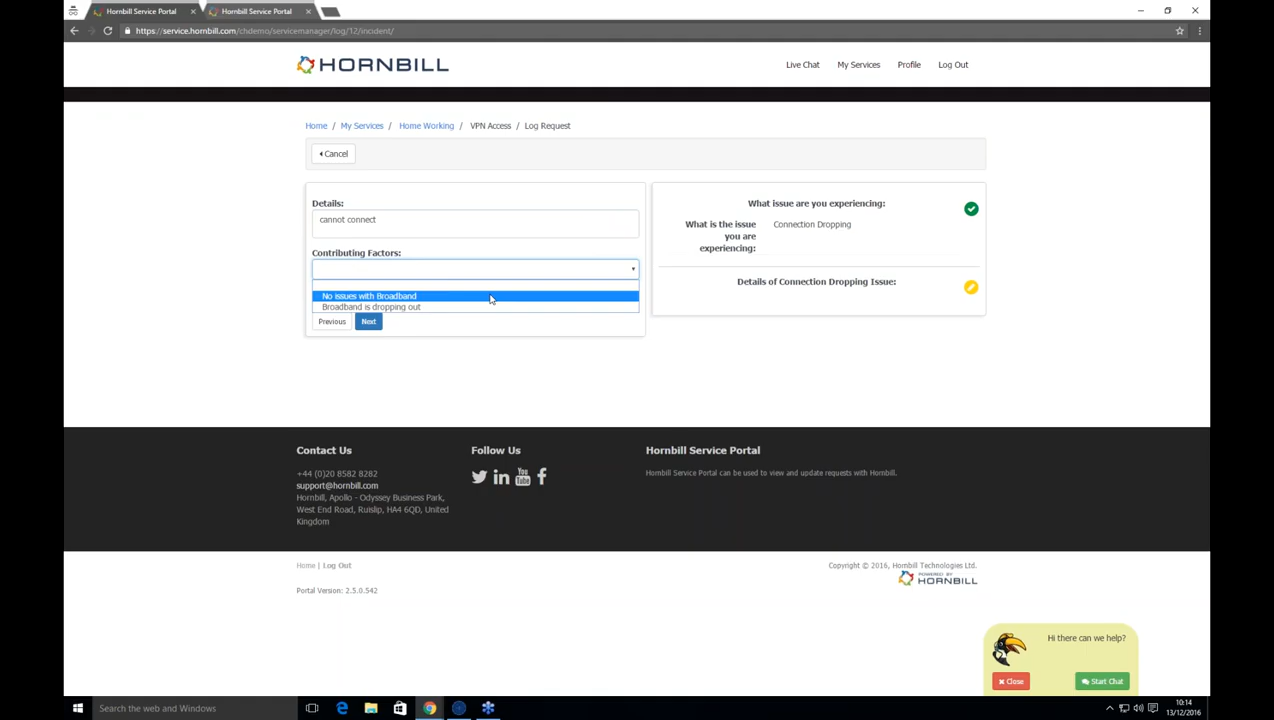 Hornbill Service Portal
Hornbill Service Portal
https://service.hornbill.com/chdemo/servicemanager/log/12/incident/
HORNBILL
Live Chat
My Services
Profile
Log Out
Home / My Services / Home Working / VPN Access / Log Request
Cancel
Details:
cannot connect
Contributing Factors:
No issues with Broadband
Broadband is dropping out
Previous
Next
What issue are you experiencing:
What is the issue
you are
experiencing:
Connection Dropping
Details of Connection Dropping Issue:
Contact Us
+44 (0)20 8582 8282
support@hornbill.com
Hornbill, Apollo - Odyssey Business Park,
West End Road, Ruislip, HA4 6QD, United
Kingdom
Follow Us
You
Tube
Hornbill Service Portal
Hornbill Service Portal can be used to view and update requests with Hornbill.
Home | Log Out
Portal Version: 2.5.0.542
Copyright © 2016, Hornbill Technologies Ltd.
POWERED BY
HORNBILL
Hi there can we help?
Close
Start Chat
Search the web and Windows
10:14
13/12/2016